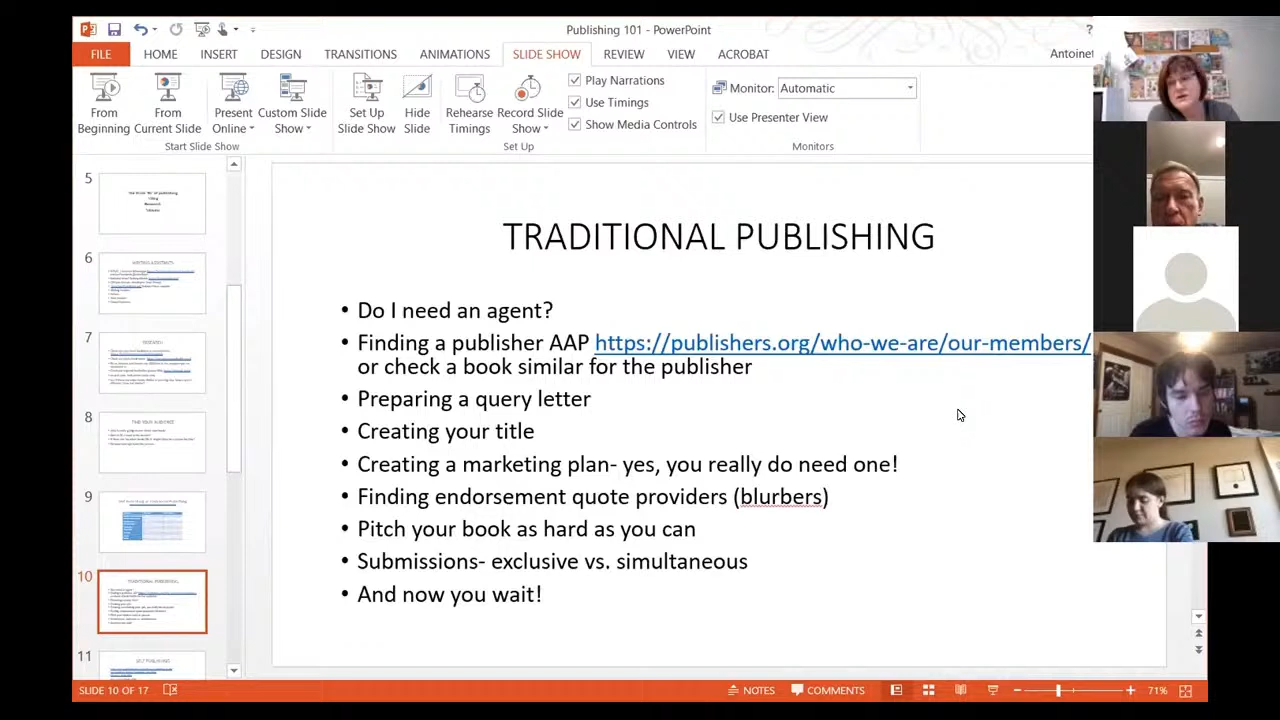 Publishing 101 - PowerPoint
?
FILE HOME INSERT DESIGN TRANSITIONS ANIMATIONS SLIDE SHOW REVIEW VIEW ACROBAT
Antoinet
From Beginning
From Current Slide
Present Online
Custom Slide Show
Set Up Slide Show
Hide Slide
Rehearse Timings
Record Slide Show
Play Narrations
Use Timings
Show Media Controls
Monitor: Automatic
Use Presenter View
Start Slide Show
Set Up
Monitors
5
6
7
8
9
10
11
TRADITIONAL PUBLISHING
• Do I need an agent?
• Finding a publisher AAP https://publishers.org/who-we-are/our-members/
or check a book similar for the publisher
• Preparing a query letter
• Creating your title
• Creating a marketing plan- yes, you really do need one!
• Finding endorsement quote providers (blurbers)
• Pitch your book as hard as you can
• Submissions- exclusive vs. simultaneous
• And now you wait!
SLIDE 10 OF 17
NOTES
COMMENTS
71%